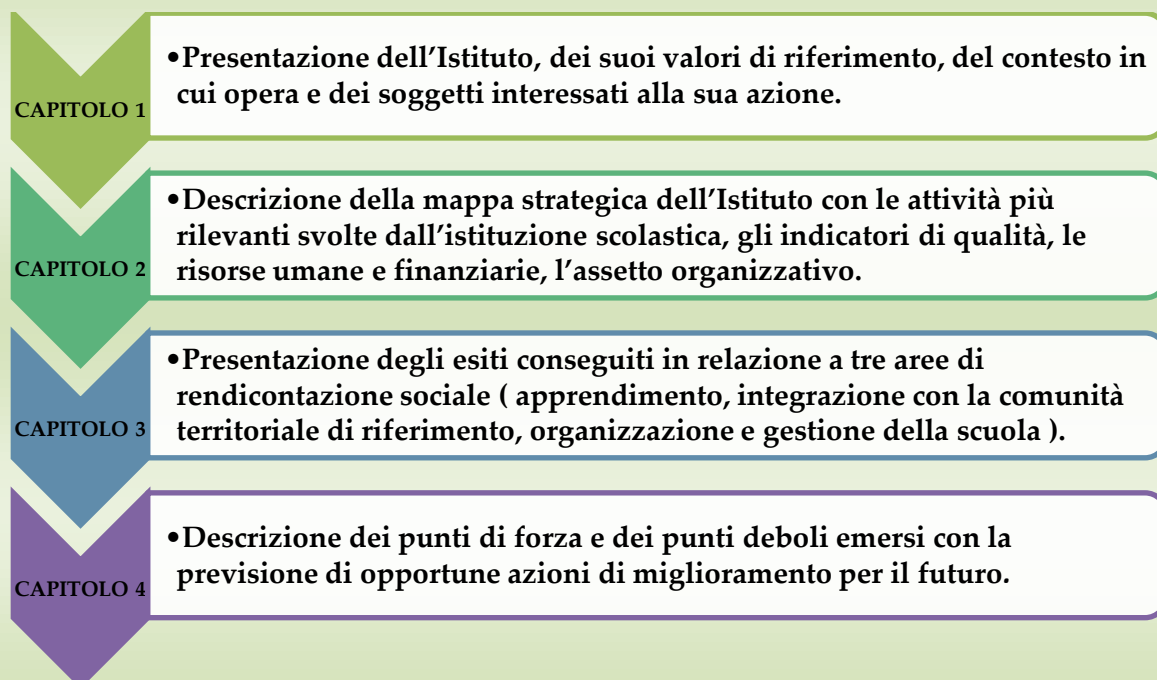 CAPITOLO 1
•Presentazione dell’Istituto, dei suoi valori di riferimento, del contesto in
cui opera e dei soggetti interessati alla sua azione.
CAPITOLO 2
•Descrizione della mappa strategica dell’Istituto con le attività più
rilevanti svolte dall’istituzione scolastica, gli indicatori di qualità, le
risorse umane e finanziarie, l’assetto organizzativo.
CAPITOLO 3
•Presentazione degli esiti conseguiti in relazione a tre aree di
rendicontazione sociale ( apprendimento, integrazione con la comunità
territoriale di riferimento, organizzazione e gestione della scuola ).
CAPITOLO 4
•Descrizione dei punti di forza e dei punti deboli emersi con la
previsione di opportune azioni di miglioramento per il futuro.